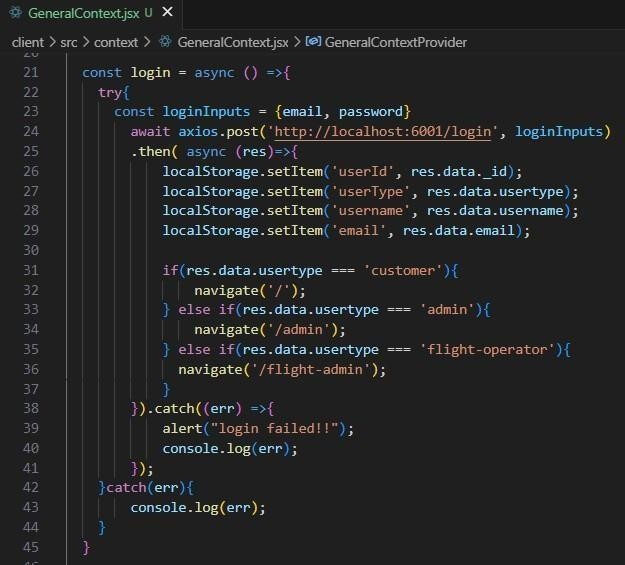 GeneralContext.jsx U X
client > src > context > GeneralContext.jsx > GeneralContextProvider
21 const login = async () =>{
22 try{
23 const loginInputs = {email, password}
24 await axios.post('http://localhost:6001/login', loginInputs)
25 .then( async (res)=>{
26 localStorage.setItem('userId', res.data._id);
27 localStorage.setItem('userType', res.data.usertype);
28 localStorage.setItem('username', res.data.username);
29 localStorage.setItem('email', res.data.email);
30
31 if(res.data.usertype === 'customer'){
32 navigate('/');
33 } else if(res.data.usertype === 'admin'){
34 navigate('/admin');
35 } else if(res.data.usertype === 'flight-operator'){
36 navigate('/flight-admin');
37 }
38 }).catch((err) =>{
39 alert("login failed!!");
40 console.log(err);
41 });
42 }catch(err){
43 console.log(err);
44 }
45 }